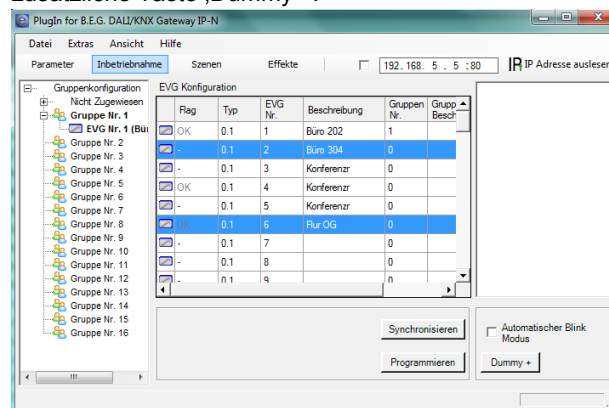 zusätzliche Taste „Dummy +“.
PlugIn for B.E.G. DALI/KNX Gateway IP-N
Datei Extras Ansicht Hilfe
Parameter Inbetriebnahme Szenen Effekte 192.168. 5 . 5 :80 IP IP Adresse auslesen
Gruppenkonfiguration
Nicht Zugewiesen
Gruppe Nr. 1
EVG Nr. 1 (Bü
Gruppe Nr. 2
Gruppe Nr. 3
Gruppe Nr. 4
Gruppe Nr. 5
Gruppe Nr. 6
Gruppe Nr. 7
Gruppe Nr. 8
Gruppe Nr. 9
Gruppe Nr. 10
Gruppe Nr. 11
Gruppe Nr. 12
Gruppe Nr. 13
Gruppe Nr. 14
Gruppe Nr. 15
Gruppe Nr. 16
EVG Konfiguration
Flag Typ EVG Nr. Beschreibung Gruppen Nr. Grupp Besch
OK 0.1 1 Büro 202 1
- 0.1 2 Büro 304 0
- 0.1 3 Konferenzr 0
OK 0.1 4 Konferenzr 0
- 0.1 5 Konferenzr 0
OK 0.1 6 Flur OG 0
- 0.1 7 0
- 0.1 8 0
- 0.1 9 0
Synchronisieren
Programmieren
Automatischer Blink Modus
Dummy +